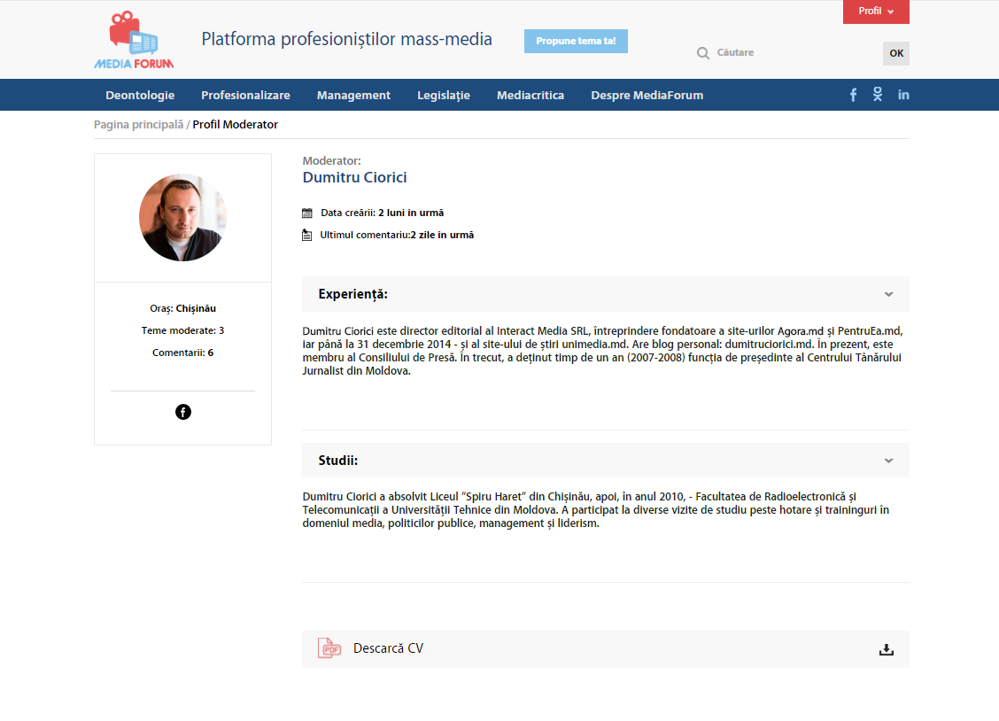 Profil
MEDIA FORUM
Platforma profesioniștilor mass-media
Propune tema ta!
Căutare
OK
Deontologie Profesionalizare Management Legislație Mediacritica Despre MediaForum
Pagina principală / Profil Moderator
Moderator:
Dumitru Ciorici
Data creării: 2 luni în urmă
Ultimul comentariu:2 zile în urmă
Oraș: Chișinău
Teme moderate: 3
Comentarii: 6
Experiență:
Dumitru Ciorici este director editorial al Interact Media SRL, întreprindere fondatoare a site-urilor Agora.md și PentruEa.md,
iar până la 31 decembrie 2014 - și al site-ului de știri unimedia.md. Are blog personal: dumitruciorici.md. În prezent, este
membru al Consiliului de Presă. În trecut, a deținut timp de un an (2007-2008) funcția de președinte al Centrului Tânărului
Jurnalist din Moldova.
Studii:
Dumitru Ciorici a absolvit Liceul “Spiru Haret” din Chișinău, apoi, în anul 2010, - Facultatea de Radioelectronică și
Telecomunicații a Universității Tehnice din Moldova. A participat la diverse vizite de studiu peste hotare și traininguri în
domeniul media, politicilor publice, management și liderism.
PDF
Descarcă CV